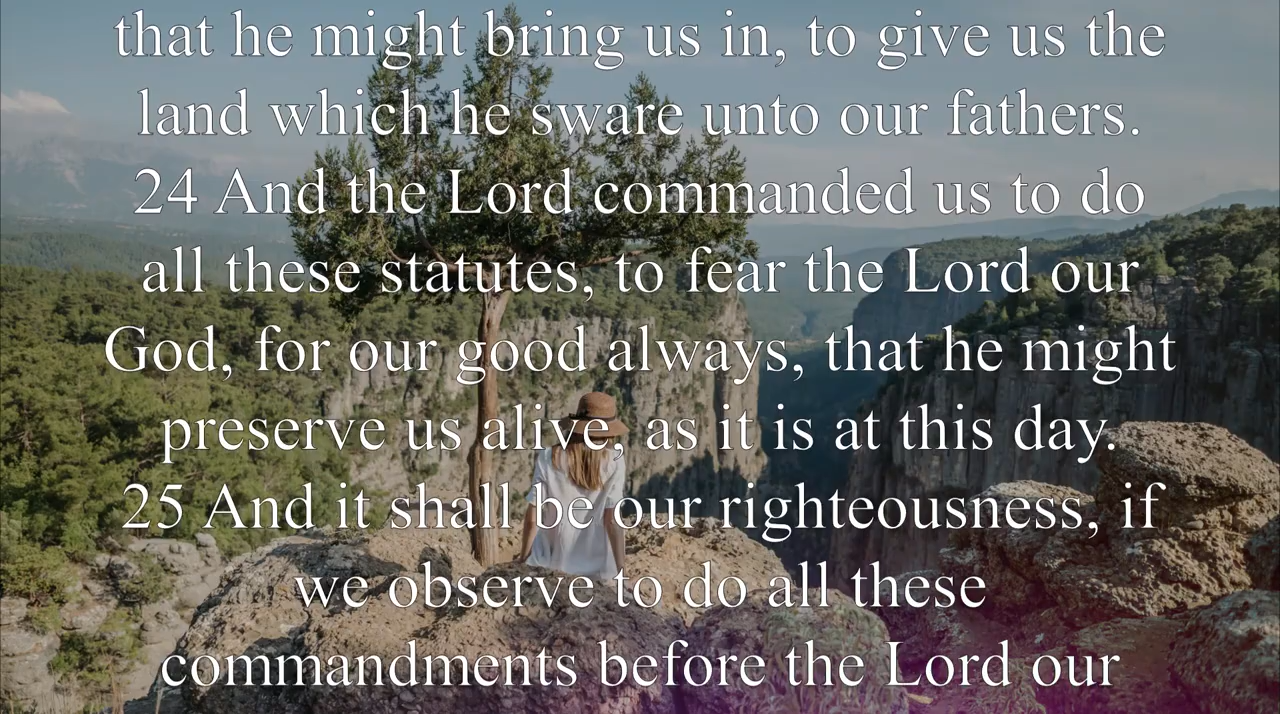 that he might bring us in, to give us the
land which he sware unto our fathers.
24 And the Lord commanded us to do
all these statutes, to fear the Lord our
God, for our good always, that he might
preserve us alive, as it is at this day.
25 And it shall be our righteousness, if
we observe to do all these
commandments before the Lord our